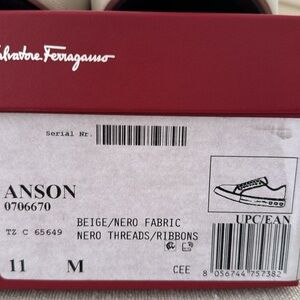 Salvatore Ferragamo
Serial Nr.
ANSON
0706670
BEIGE/NERO FABRIC
UPC/EAN
TZ C 65649
NERO THREADS/RIBBONS
11 M
CEE
8 056744 757382